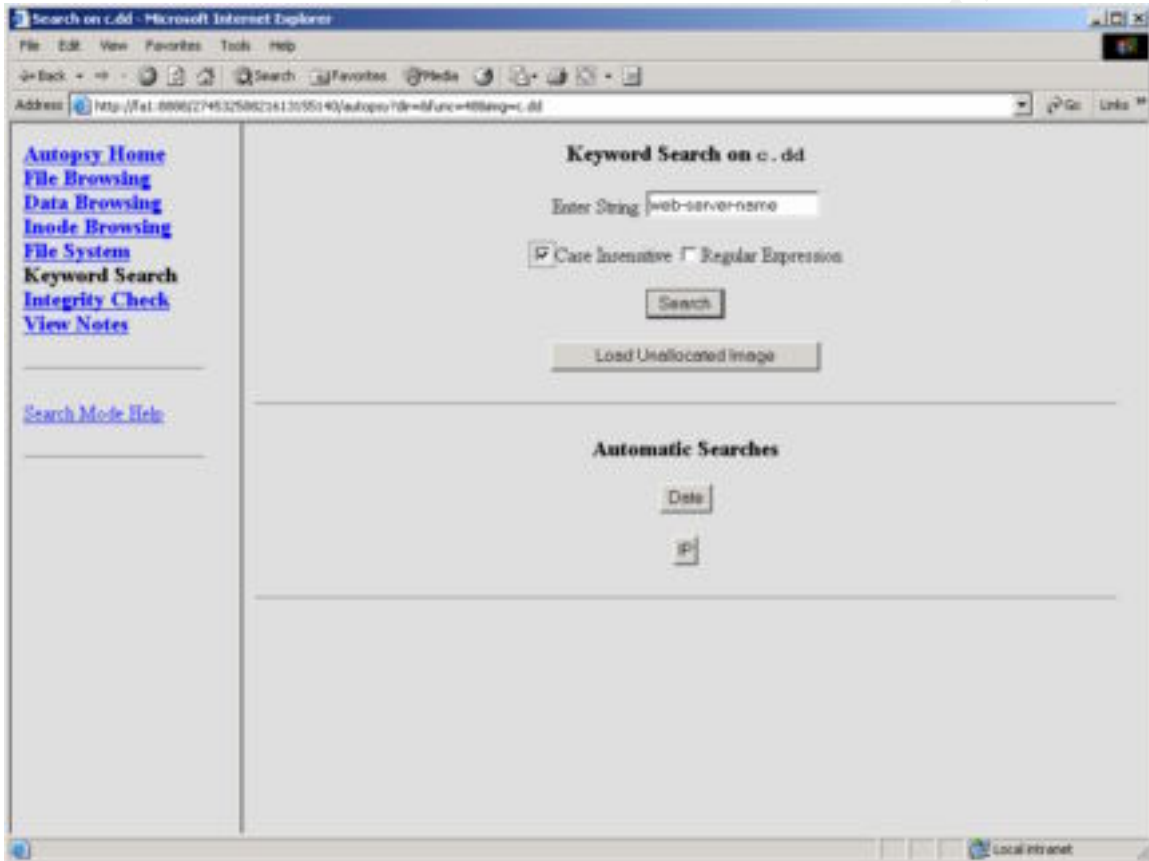 Search on c.dd - Microsoft Internet Explorer
File Edit View Favorites Tools Help
Back Search Favorites Media
Address Go Links
Autopsy Home
File Browsing
Data Browsing
Inode Browsing
File System
Keyword Search
Integrity Check
View Notes
Search Mode Help
Keyword Search on c.dd
Enter String web-server-name
Case Insensitive Regular Expression
Search
Load Unallocated Image
Automatic Searches
Date
IP
Local intranet